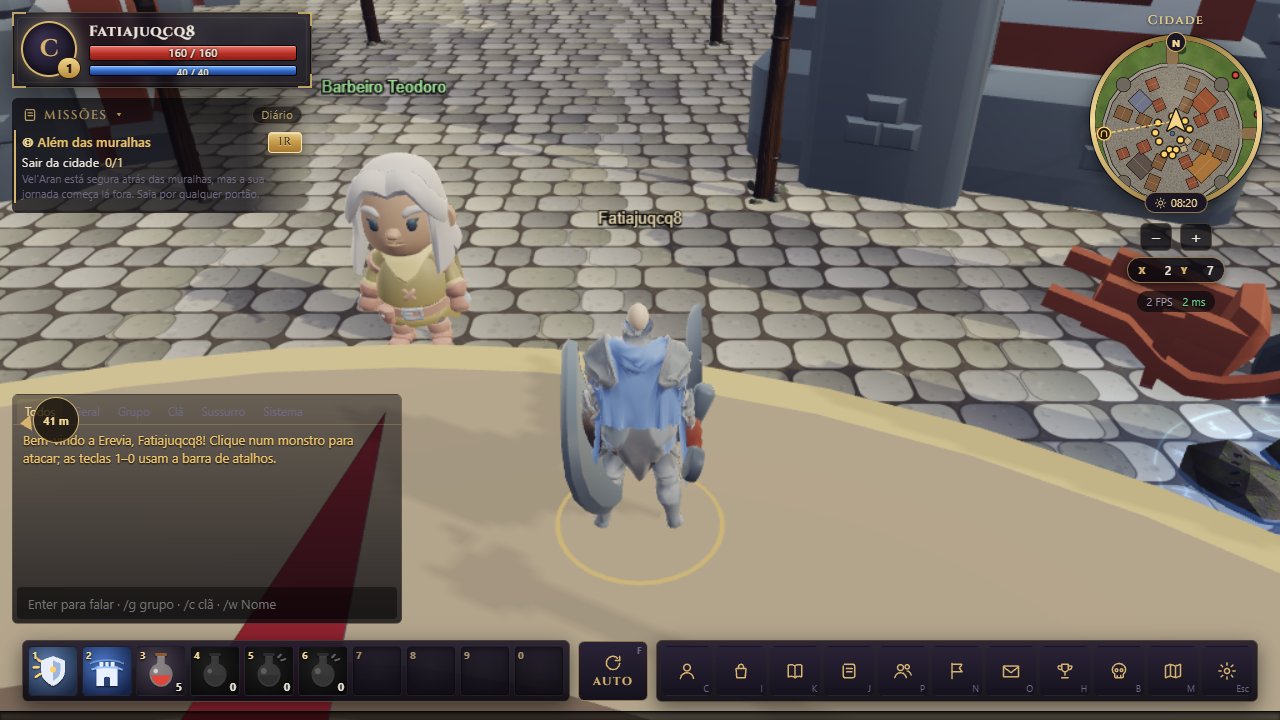 Fatiajuqcq8
C
1
160 / 160
40 / 40
MISSÕES
Diário
Além das muralhas
IR
Sair da cidade 0/1
Vel'Aran está segura atrás das muralhas, mas a sua
jornada começa lá fora. Saia por qualquer portão.
Barbeiro Teodoro
Fatiajuqcq8
CIDADE
N
08:20
− +
X 2 Y 7
2 FPS 2 ms
41 m
Grupo Clã Sussurro Sistema
a Erevia, Fatiajuqcq8! Clique num monstro para
atacar; as teclas 1–0 usam a barra de atalhos.
Enter para falar · /g grupo · /c clã · /w Nome
1 2 3 4 5 6 7 8 9 0
5 0 0 0
F
AUTO
C I K J P N O H B M Esc